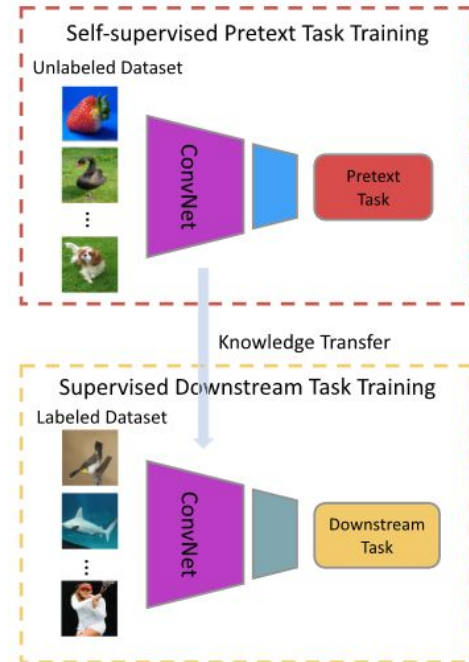 Self-supervised Pretext Task Training
Unlabeled Dataset
...
ConvNet
Pretext
Task
Knowledge Transfer
Supervised Downstream Task Training
Labeled Dataset
...
ConvNet
Downstream
Task